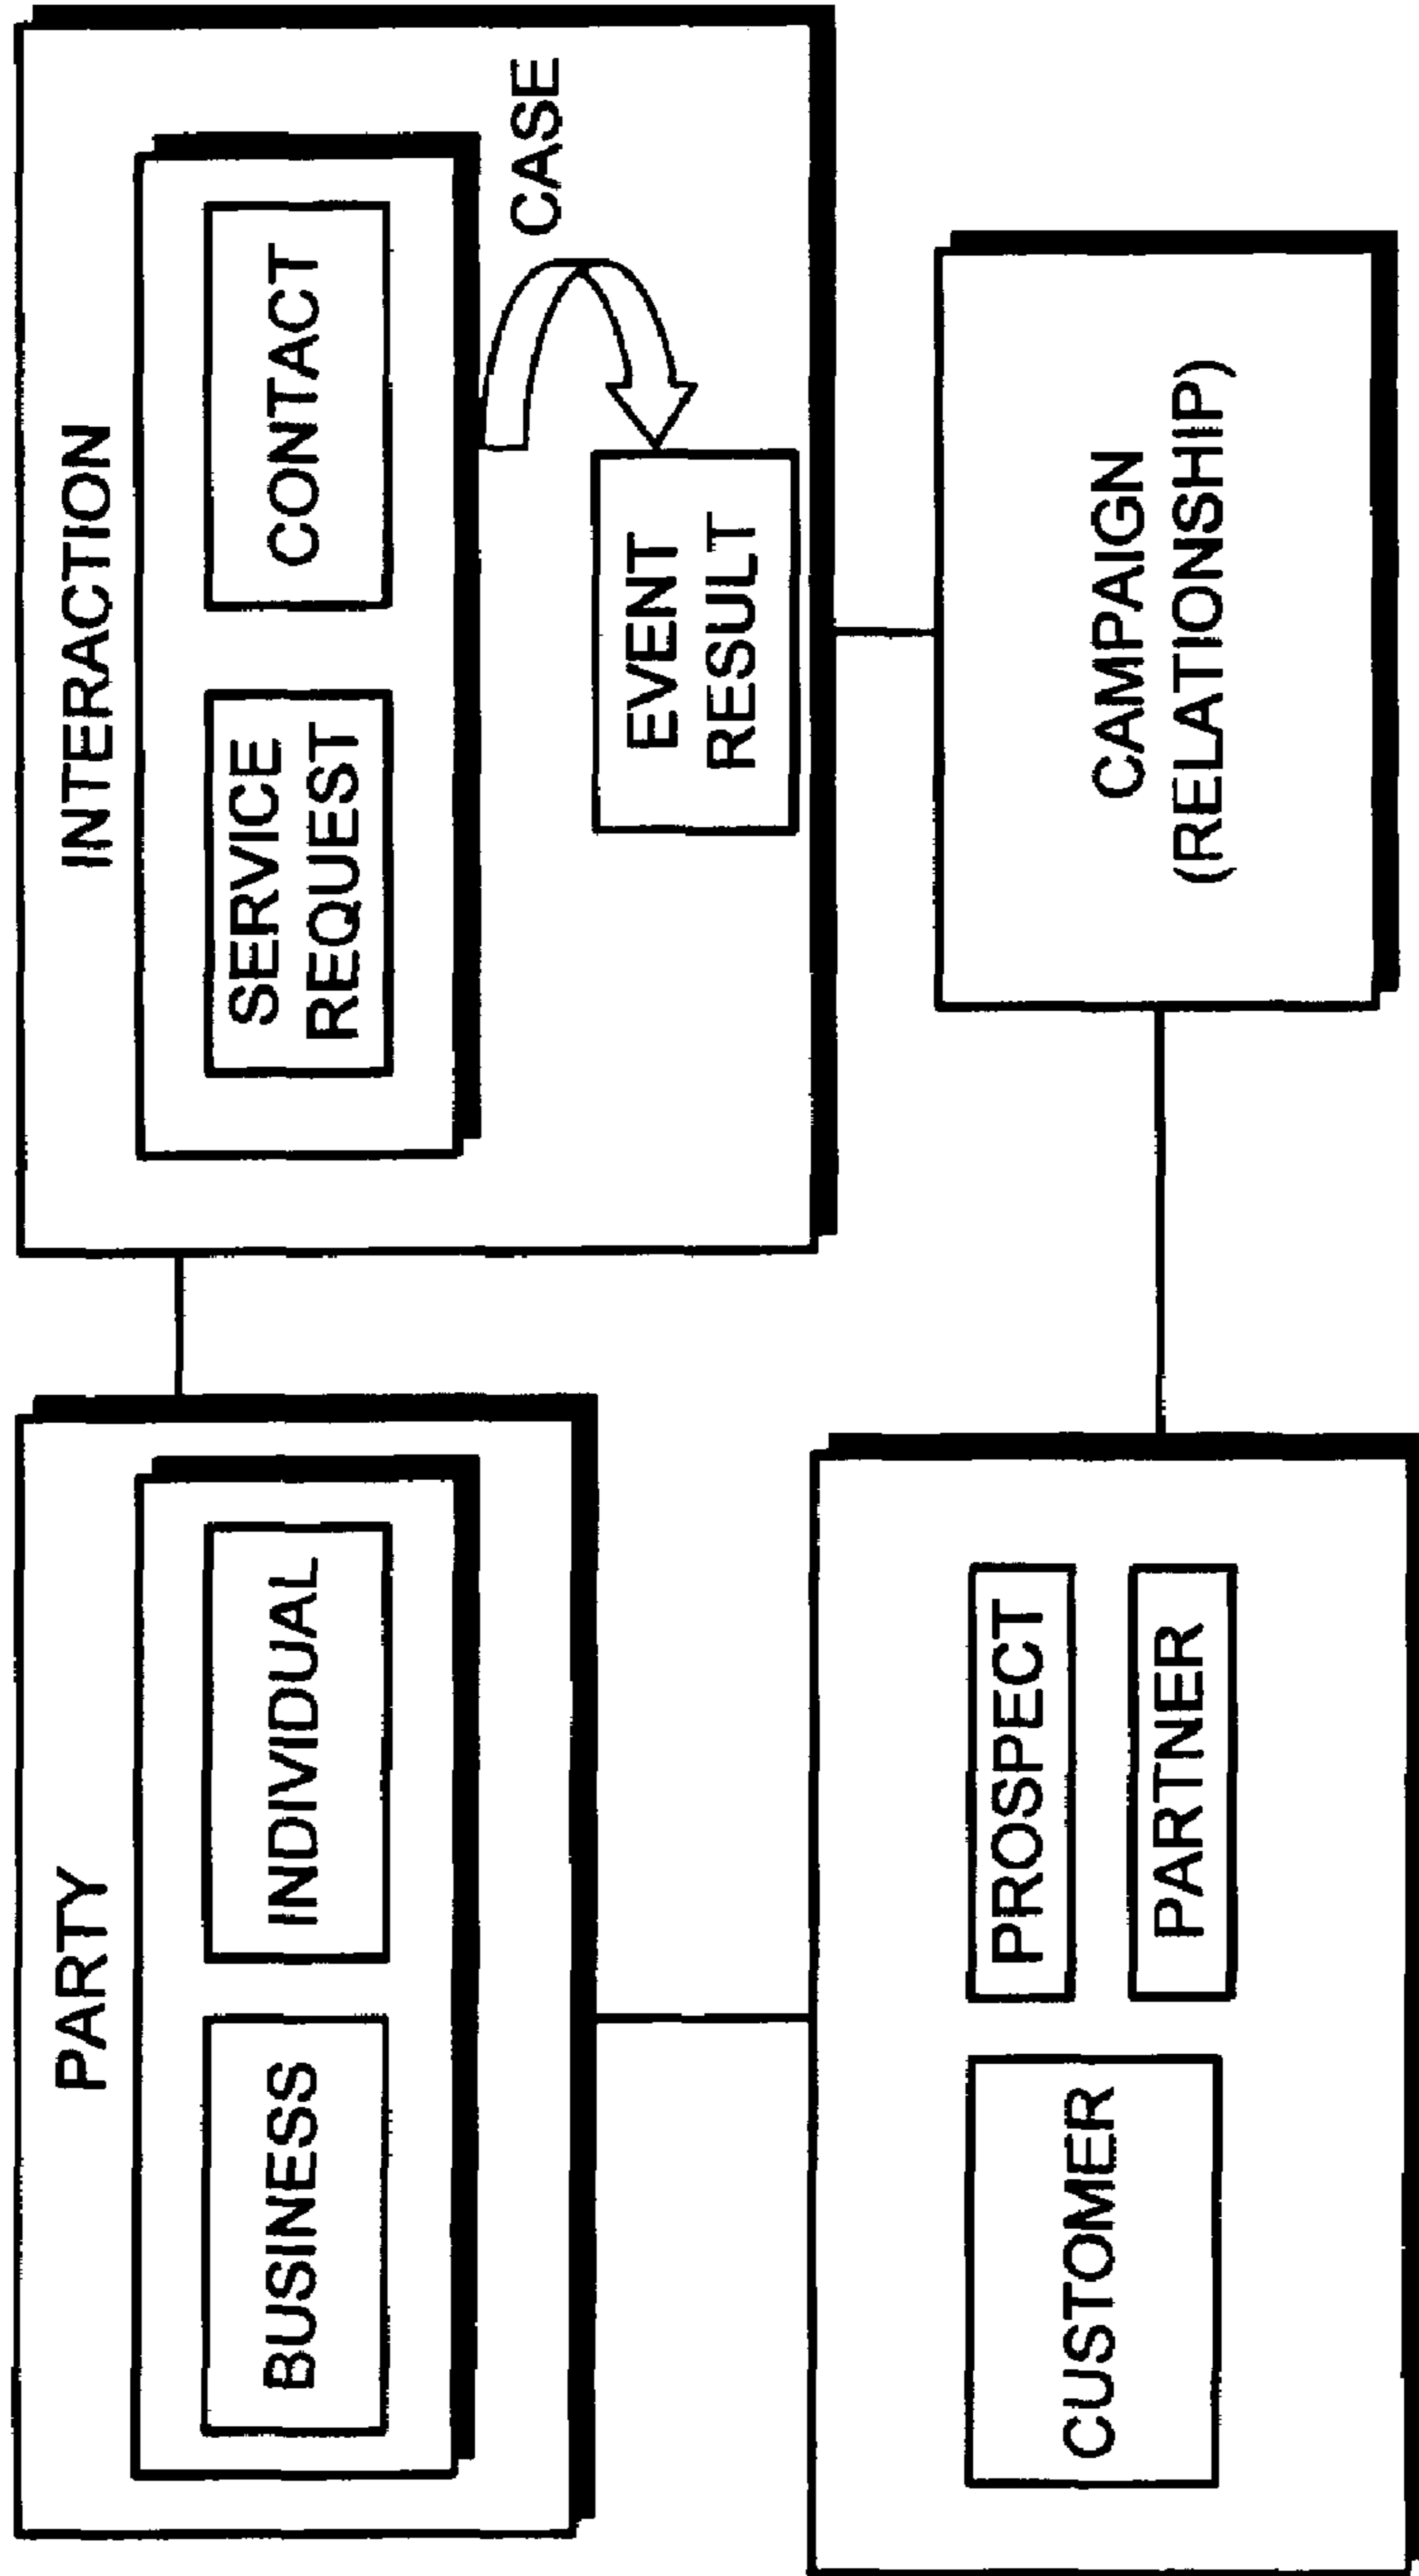 PARTY
BUSINESS
INDIVIDUAL
INTERACTION
SERVICE
REQUEST
CONTACT
CASE
EVENT
RESULT
CUSTOMER
PROSPECT
PARTNER
CAMPAIGN
(RELATIONSHIP)